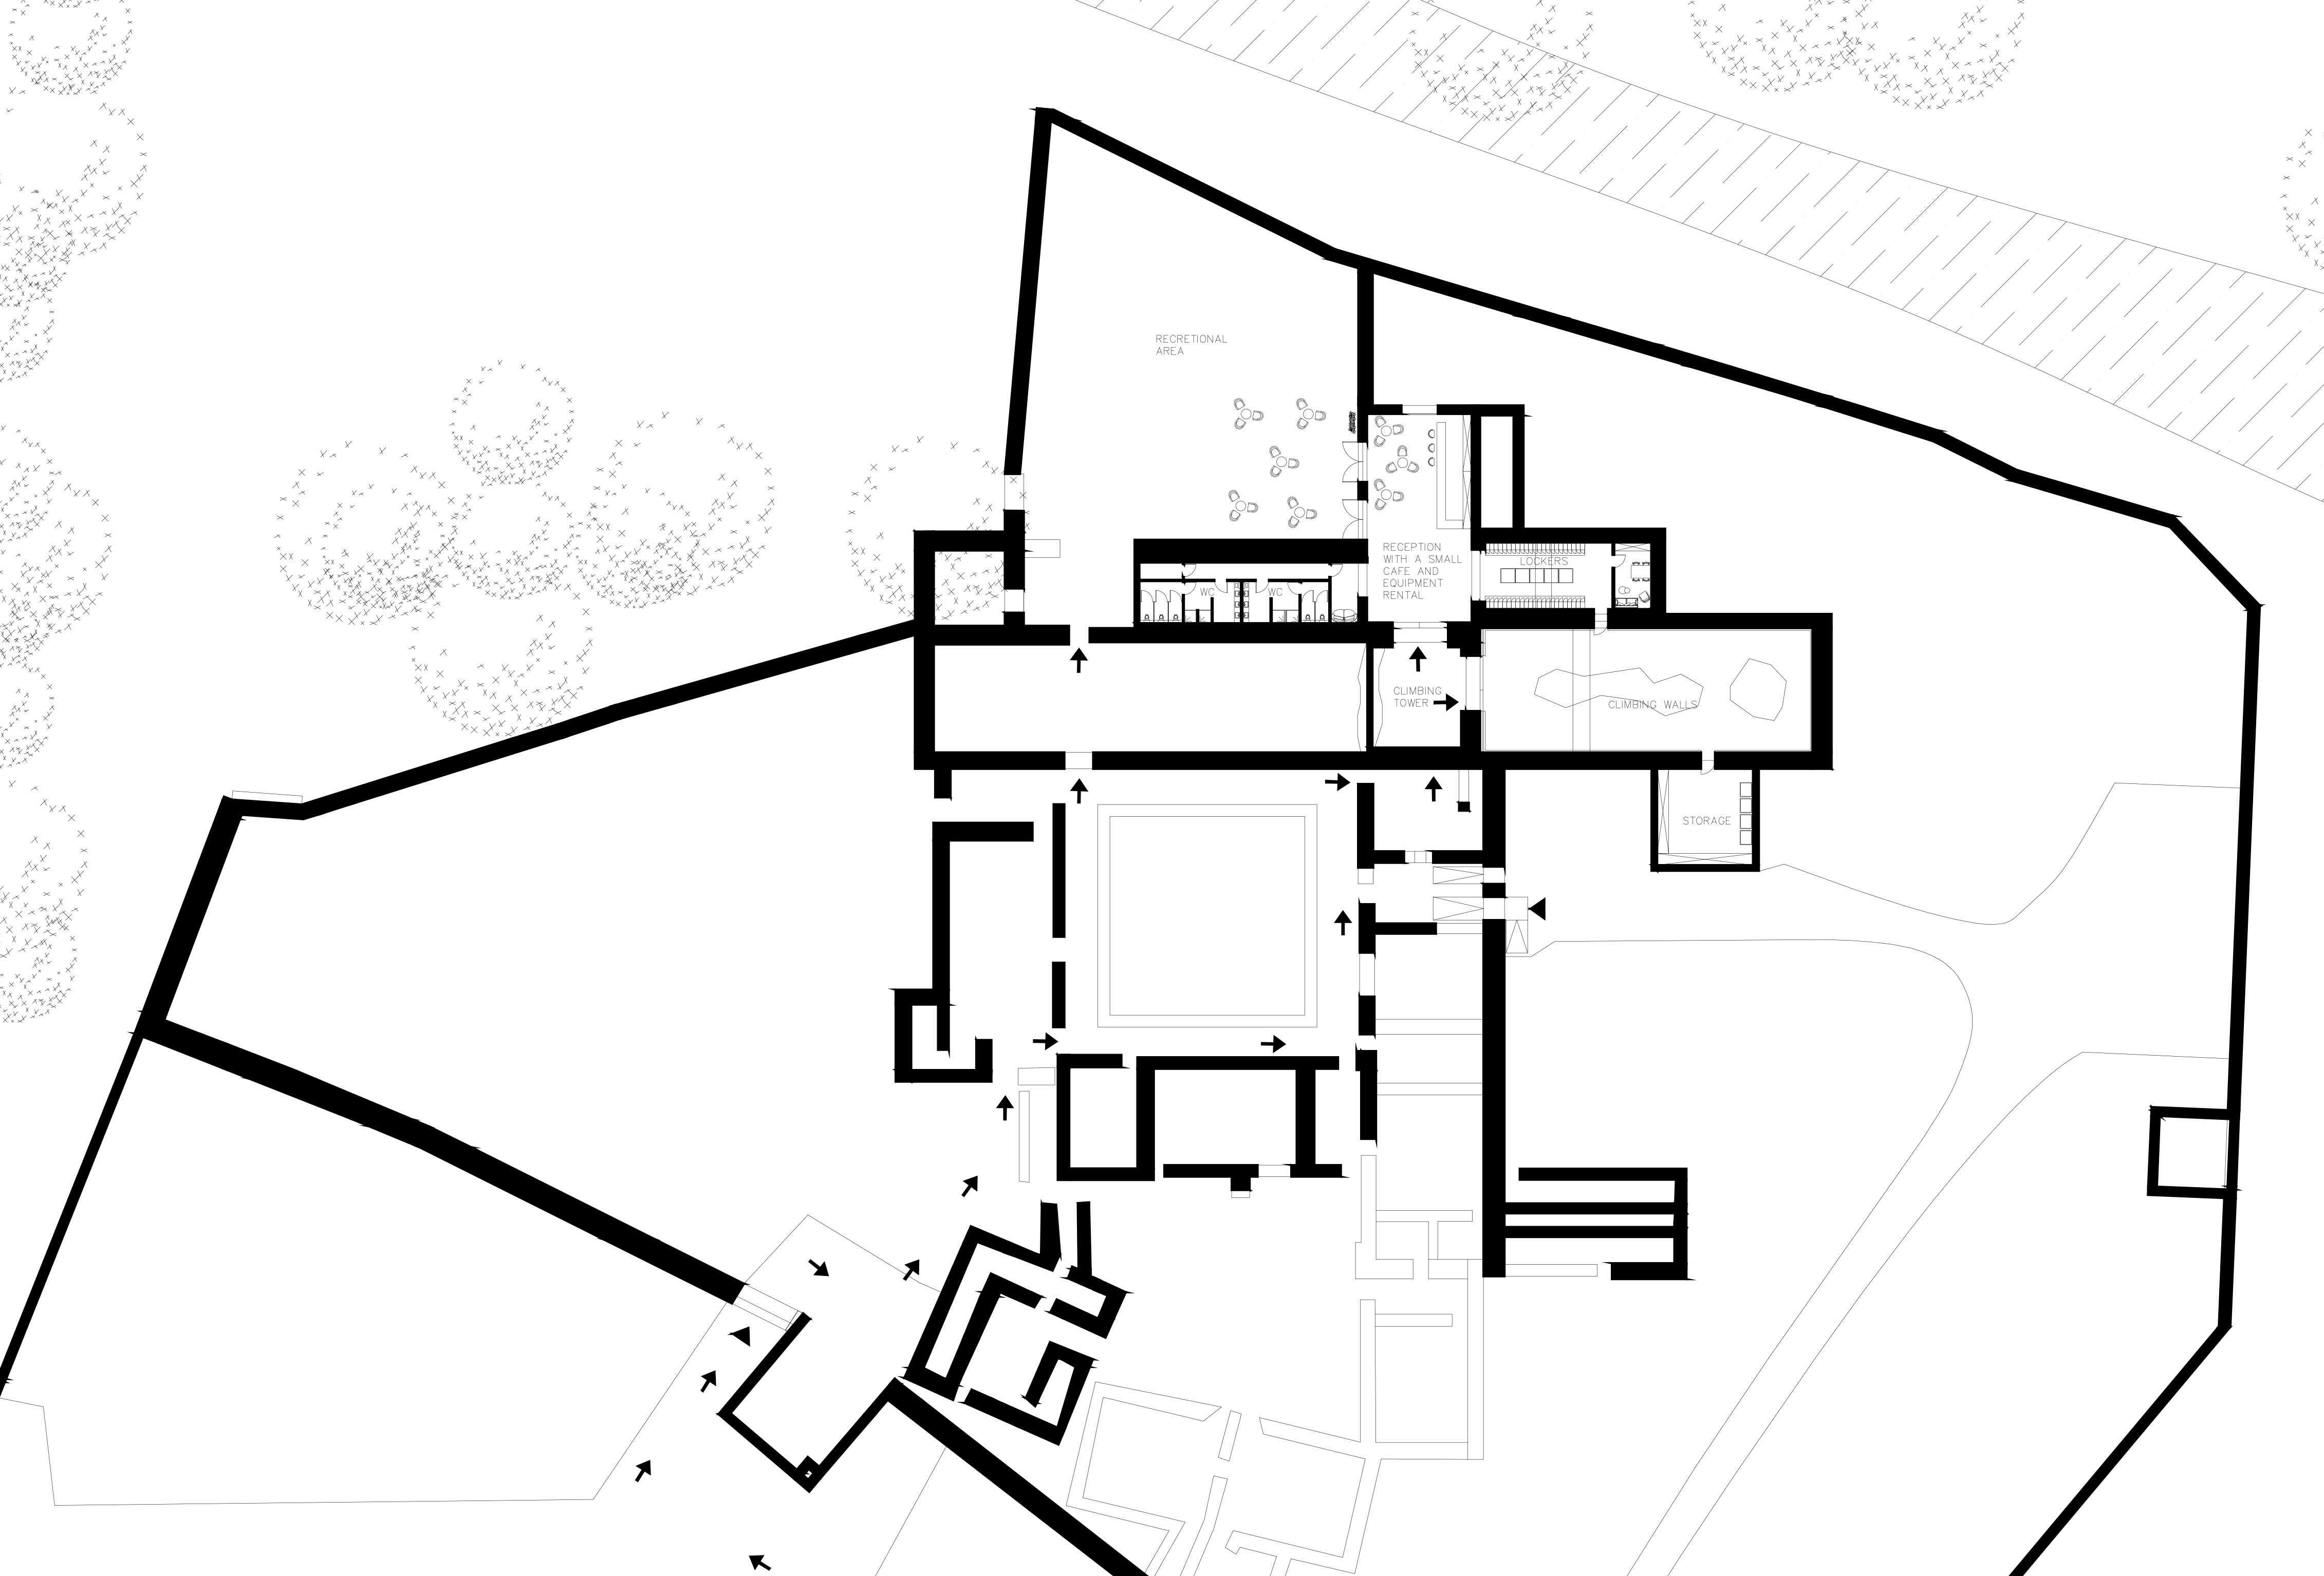 RECRETIONAL
AREA
RECEPTION
WITH A SMALL
CAFE AND
EQUIPMENT
RENTAL
LOCKERS
WC
WC
CLIMBING
TOWER
CLIMBING WALLS
STORAGE